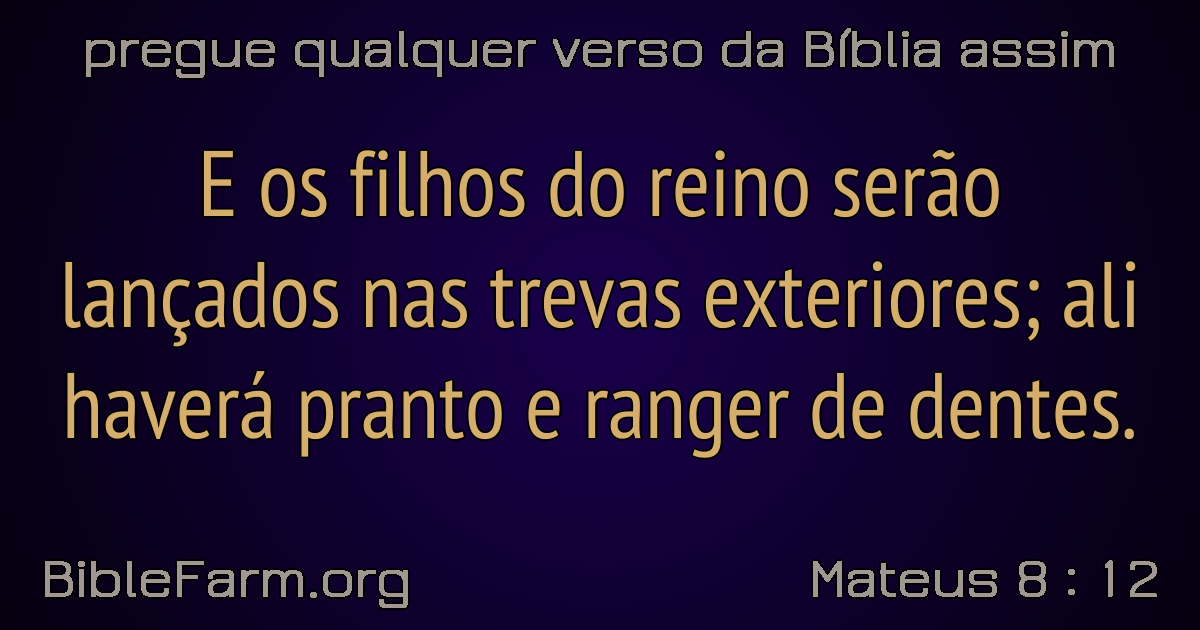 pregue qualquer verso da Bíblia assim
E os filhos do reino serão
lançados nas trevas exteriores; ali
haverá pranto e ranger de dentes.
BibleFarm.org
Mateus 8 : 12